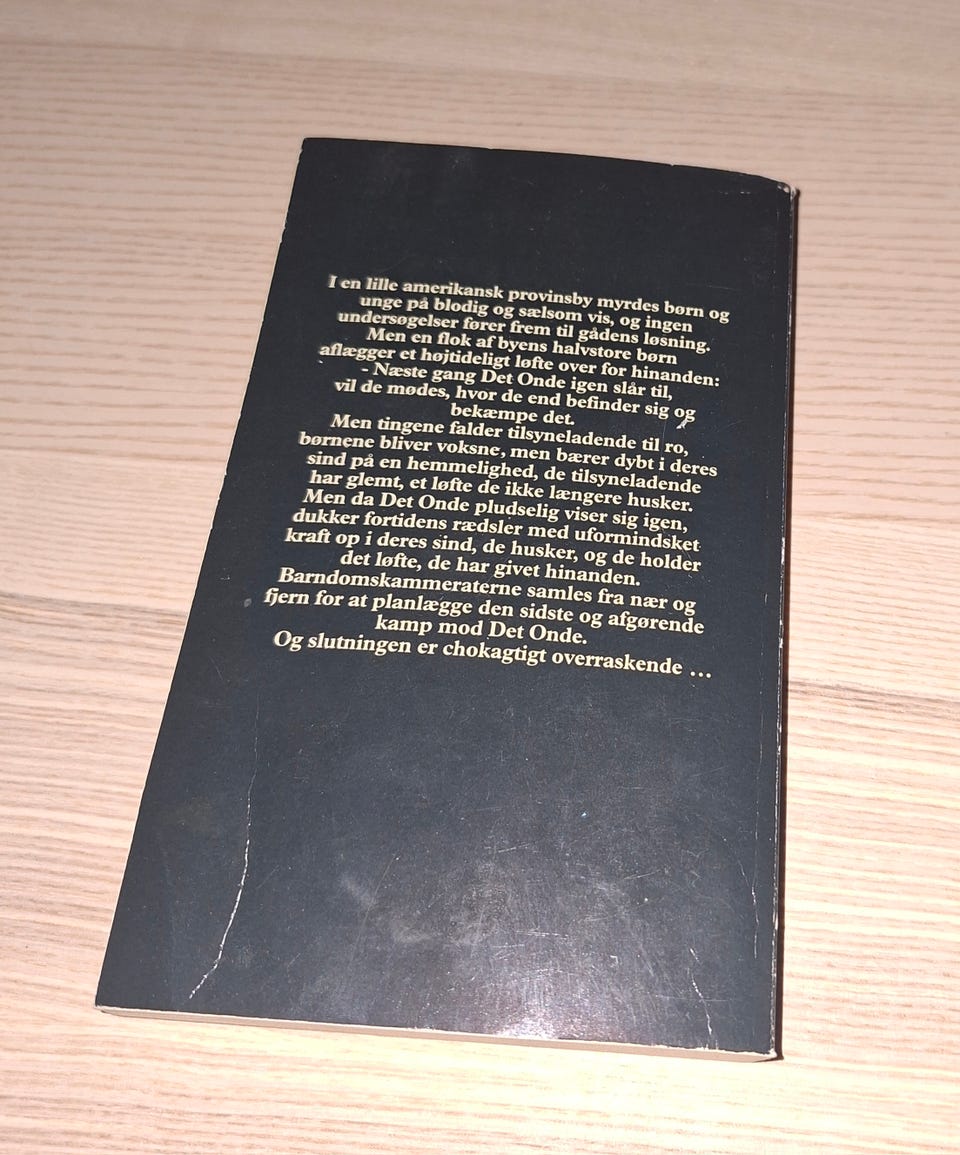 I en lille amerikansk provinsby myrdes børn og
unge på blodig og sælsom vis, og ingen
undersøgelser fører frem til gådens løsning.
Men en flok af byens halvstore børn
aflægger et højtideligt løfte over for hinanden:
- Næste gang Det Onde igen slår til,
vil de mødes, hvor de end befinder sig og
bekæmpe det.
Men tingene falder tilsyneladende til ro,
børnene bliver voksne, men bærer dybt i deres
sind på en hemmelighed, de tilsyneladende
har glemt, et løfte de ikke længere husker.
Men da Det Onde pludselig viser sig igen,
dukker fortidens rædsler med uformindsket
kraft op i deres sind, de husker, og de holder
det løfte, de har givet hinanden.
Barndomskammeraterne samles fra nær og
fjern for at planlægge den sidste og afgørende
kamp mod Det Onde.
Og slutningen er chokagtigt overraskende ...